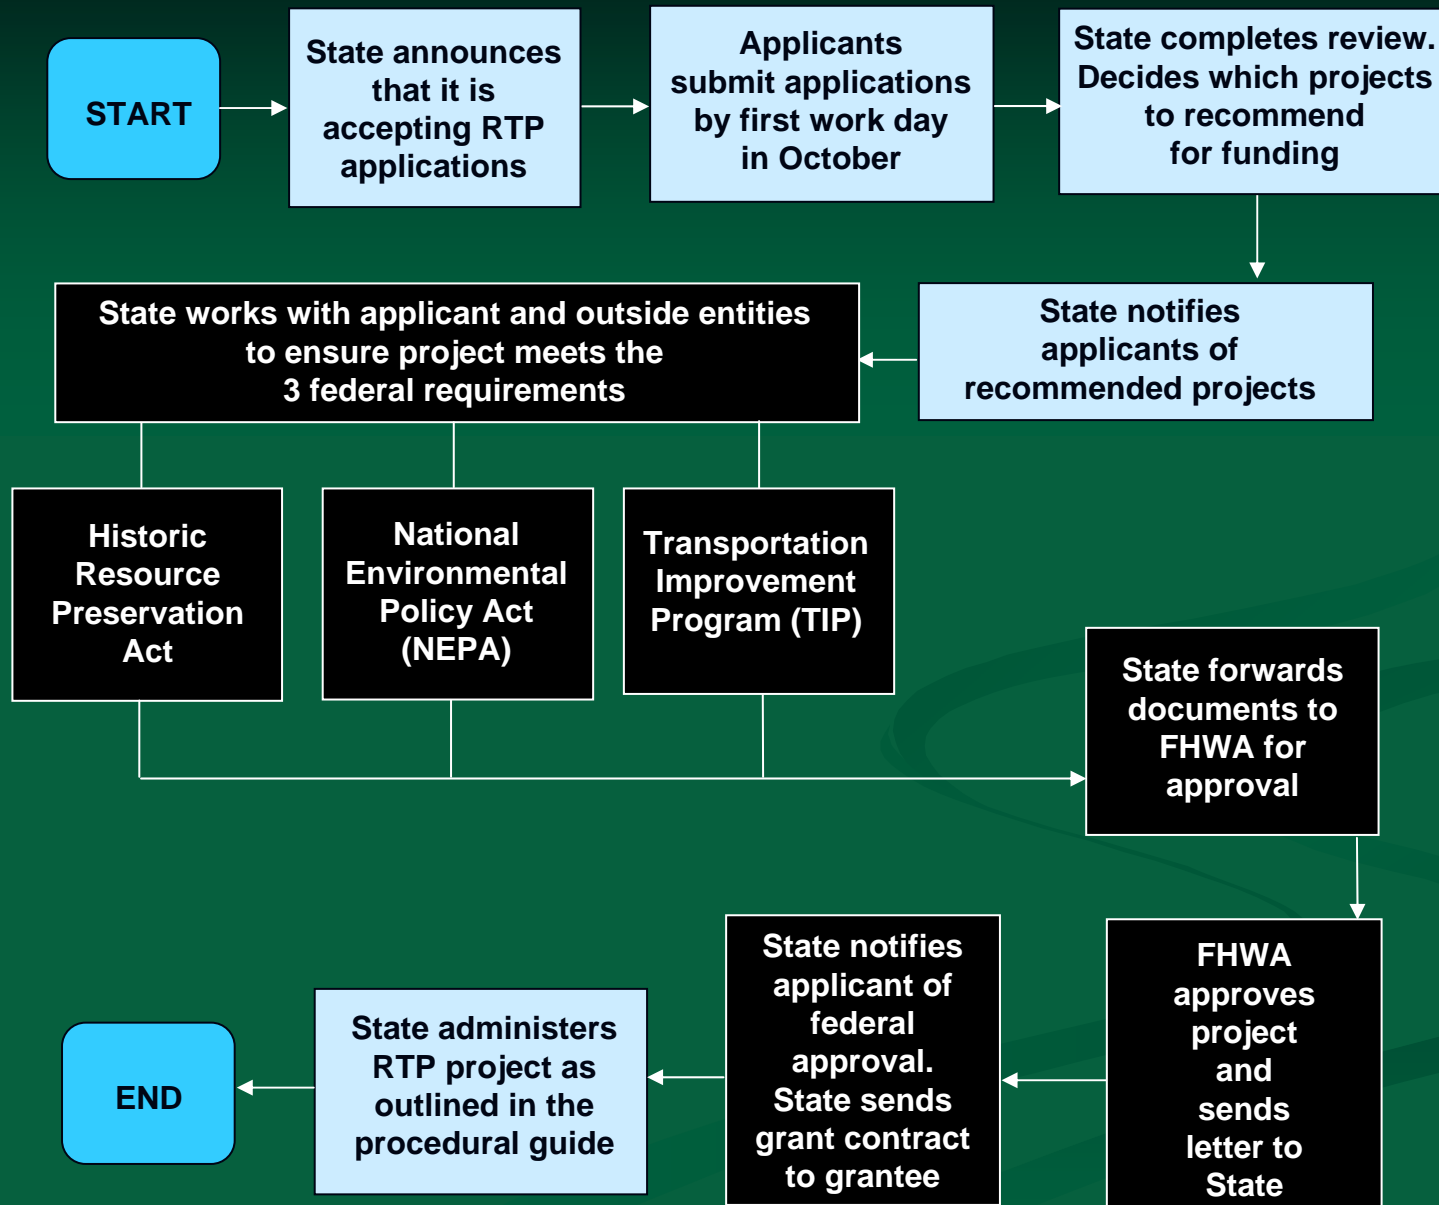 START
State announces
that it is
accepting RTP
applications
Applicants
submit applications
by first work day
in October
State completes review.
Decides which projects
to recommend
for funding
State works with applicant and outside entities
to ensure project meets the
3 federal requirements
State notifies
applicants of
recommended projects
Historic
Resource
Preservation
Act
National
Environmental
Policy Act
(NEPA)
Transportation
Improvement
Program (TIP)
State forwards
documents to
FHWA for
approval
FHWA
approves
project
and
sends
letter to
State
State notifies
applicant of
federal
approval.
State sends
grant contract
to grantee
State administers
RTP project as
outlined in the
procedural guide
END